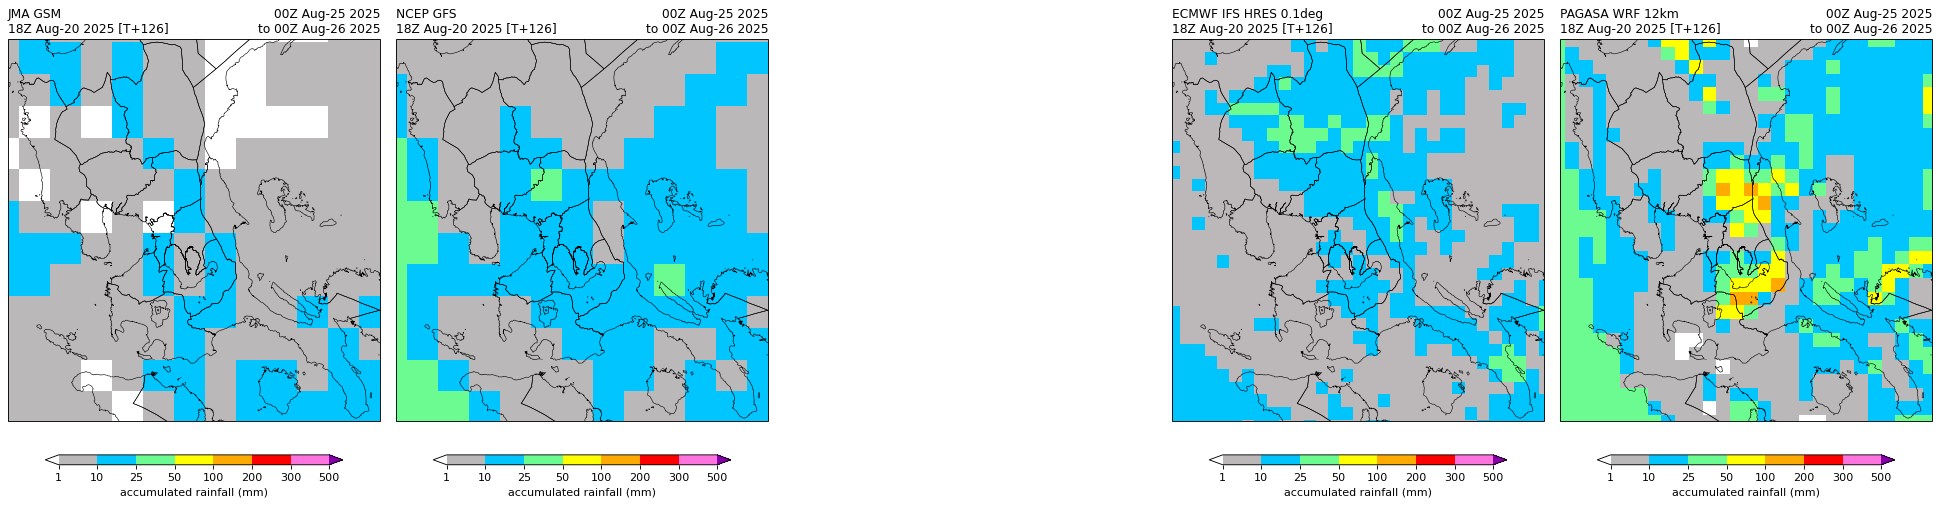 JMA GSM 00Z Aug-25 2025
18Z Aug-20 2025 [T+126] to 00Z Aug-26 2025
1 10 25 50 100 200 300 500
accumulated rainfall (mm)
NCEP GFS 00Z Aug-25 2025
18Z Aug-20 2025 [T+126] to 00Z Aug-26 2025
1 10 25 50 100 200 300 500
accumulated rainfall (mm)
ECMWF IFS HRES 0.1deg 00Z Aug-25 2025
18Z Aug-20 2025 [T+126] to 00Z Aug-26 2025
1 10 25 50 100 200 300 500
accumulated rainfall (mm)
PAGASA WRF 12km 00Z Aug-25 2025
18Z Aug-20 2025 [T+126] to 00Z Aug-26 2025
1 10 25 50 100 200 300 500
accumulated rainfall (mm)